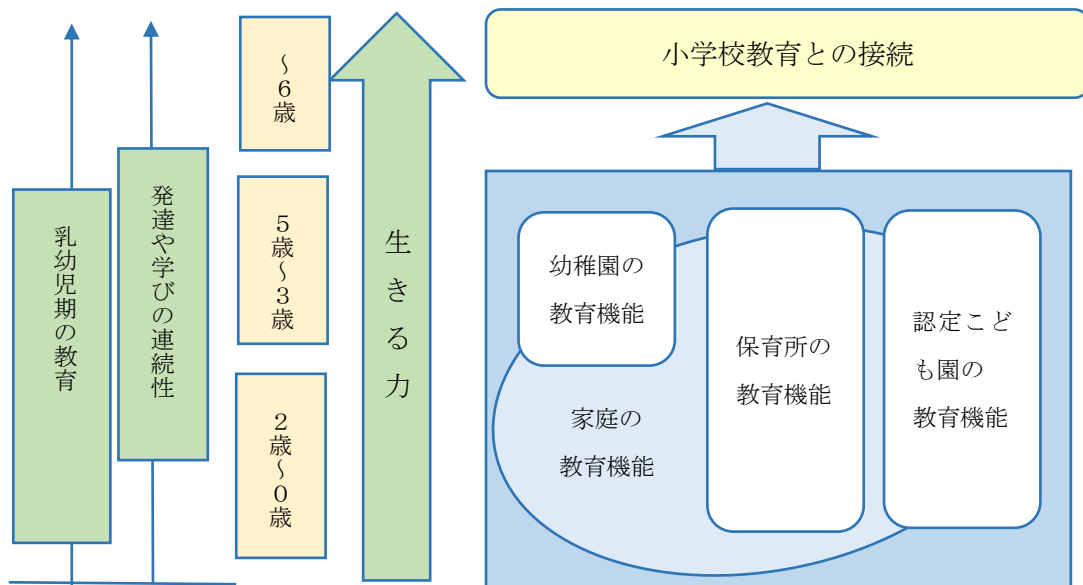 乳幼児期の教育
発達や学びの連続性
～6歳
5歳～3歳
2歳～0歳
生きる力
小学校教育との接続
幼稚園の
教育機能
家庭の
教育機能
保育所の
教育機能
認定こど
も園の
教育機能